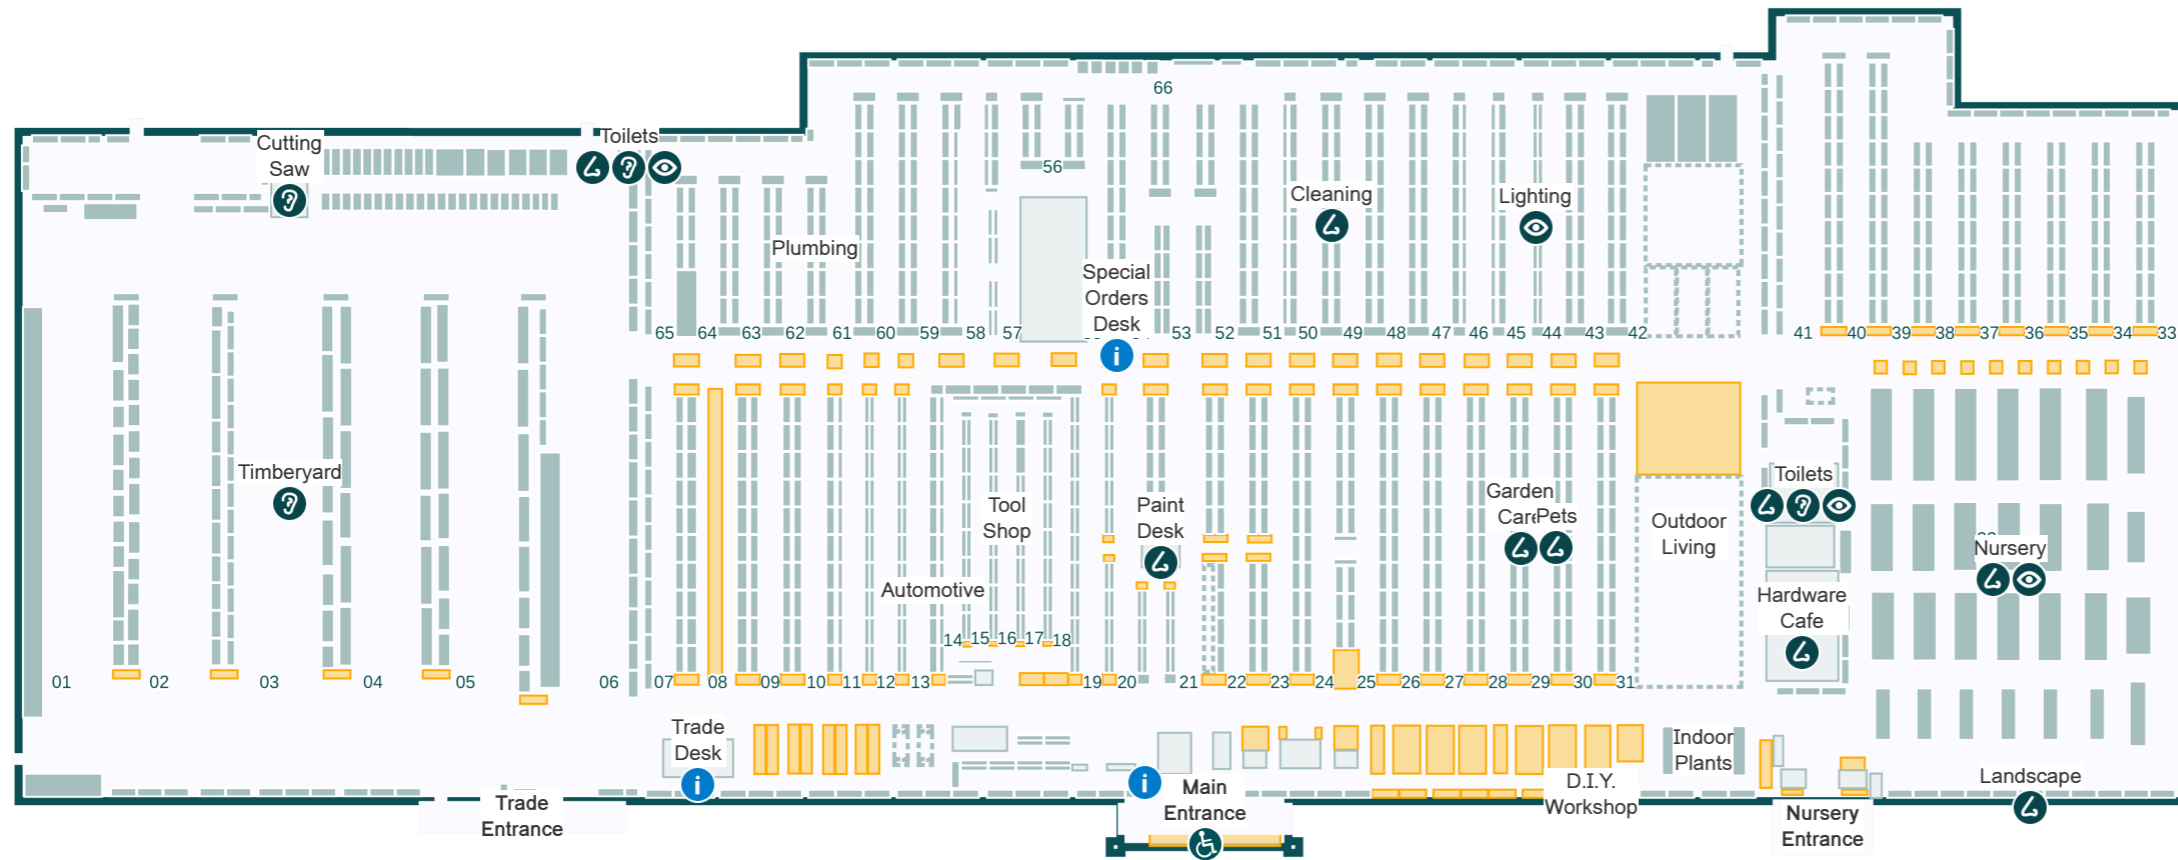 66
Cutting
Saw
Toilets
56
Cleaning
Lighting
Plumbing
Special
Orders
Desk
65 64 63 62 61 60 59 58 57 53 52 51 50 49 48 47 46 45 44 43 42 41 40 39 38 37 36 35 34 33
Timberyard
Tool
Shop
Paint
Desk
Garden
Care
Pets
Outdoor
Living
Toilets
Nursery
Automotive
Hardware
Cafe
14 15 16 17 18
01 02 03 04 05 06 07 08 09 10 11 12 13 19 20 21 22 23 24 25 26 27 28 29 30 31
Trade
Desk
Indoor
Plants
Main
Entrance
D.I.Y.
Workshop
Landscape
Trade
Entrance
Nursery
Entrance